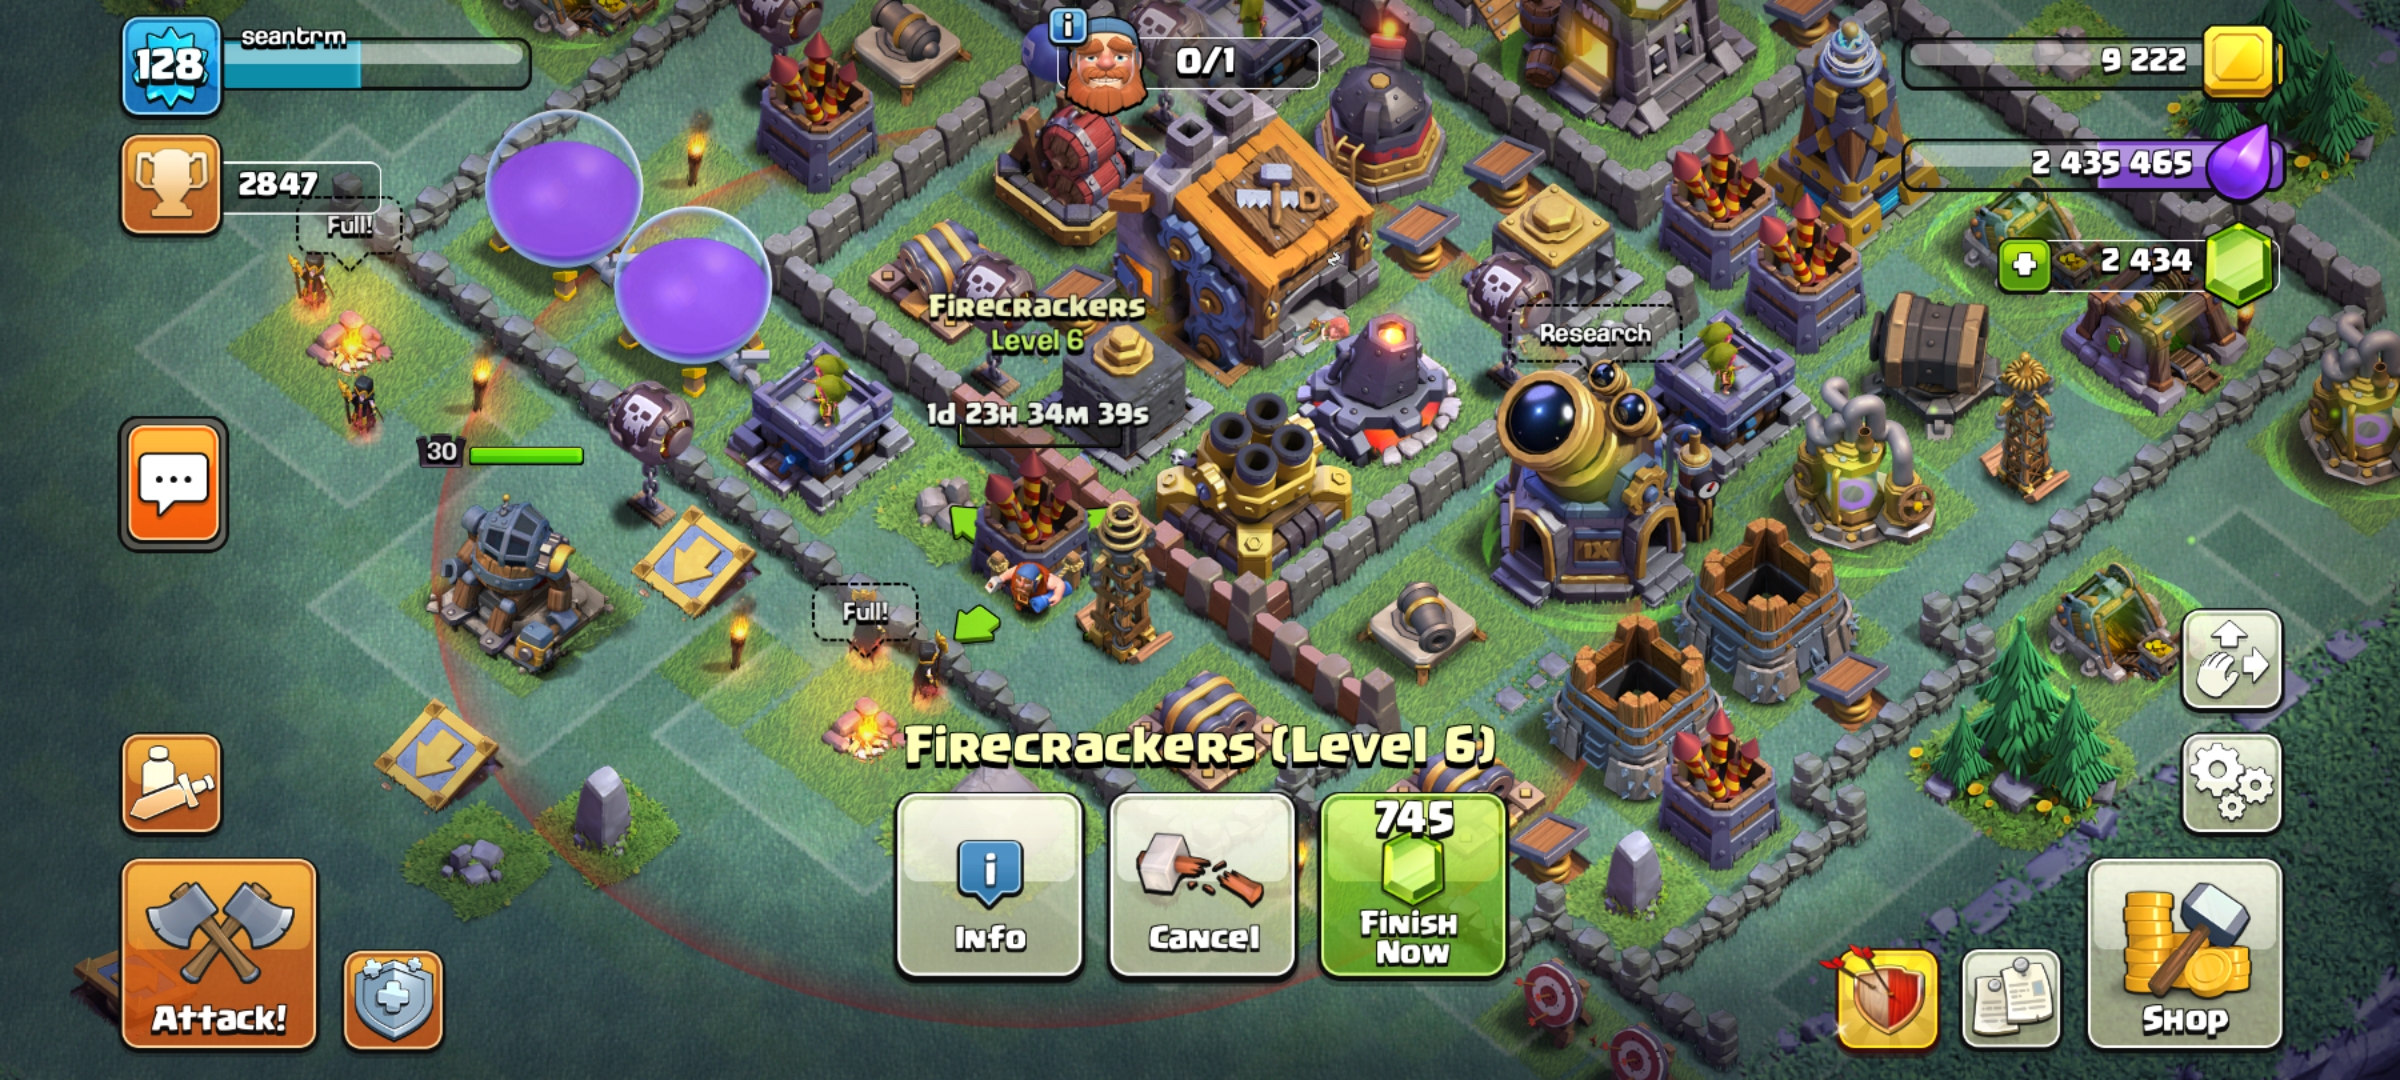 128
seantrm
0/1
9 222
2847
Full!
2 435 465
2 434
Firecrackers
Level 6
Research
1d 23H 34M 39s
30
IX
Full!
Firecrackers (Level 6)
Info
Cancel
745
Finish
Now
Attack!
Shop